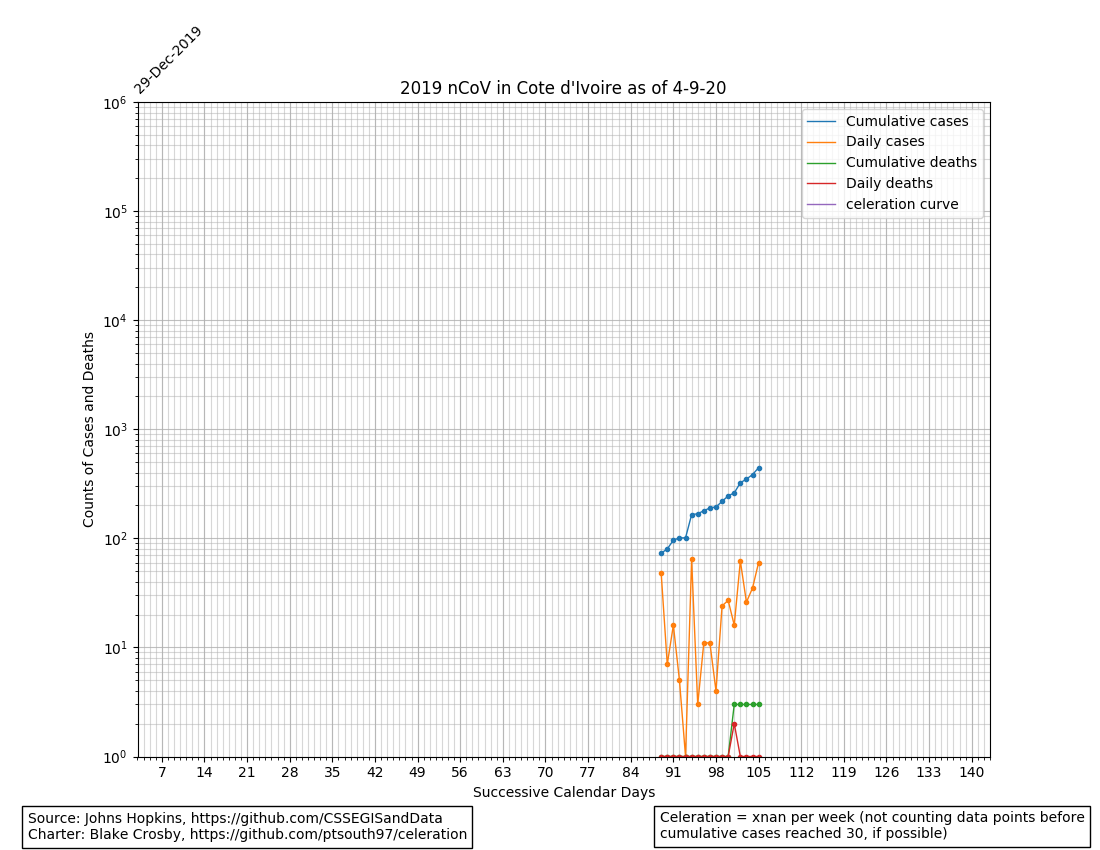 29-Dec-2019
2019 nCoV in Cote d'Ivoire as of 4-9-20
Cumulative cases
Daily cases
Cumulative deaths
Daily deaths
celeration curve
10⁶
10⁵
10⁴
10³
10²
10¹
10⁰
Counts of Cases and Deaths
7 14 21 28 35 42 49 56 63 70 77 84 91 98 105 112 119 126 133 140
Successive Calendar Days
Source: Johns Hopkins, https://github.com/CSSEGISandData
Charter: Blake Crosby, https://github.com/ptsouth97/celeration
Celeration = xnan per week (not counting data points before
cumulative cases reached 30, if possible)